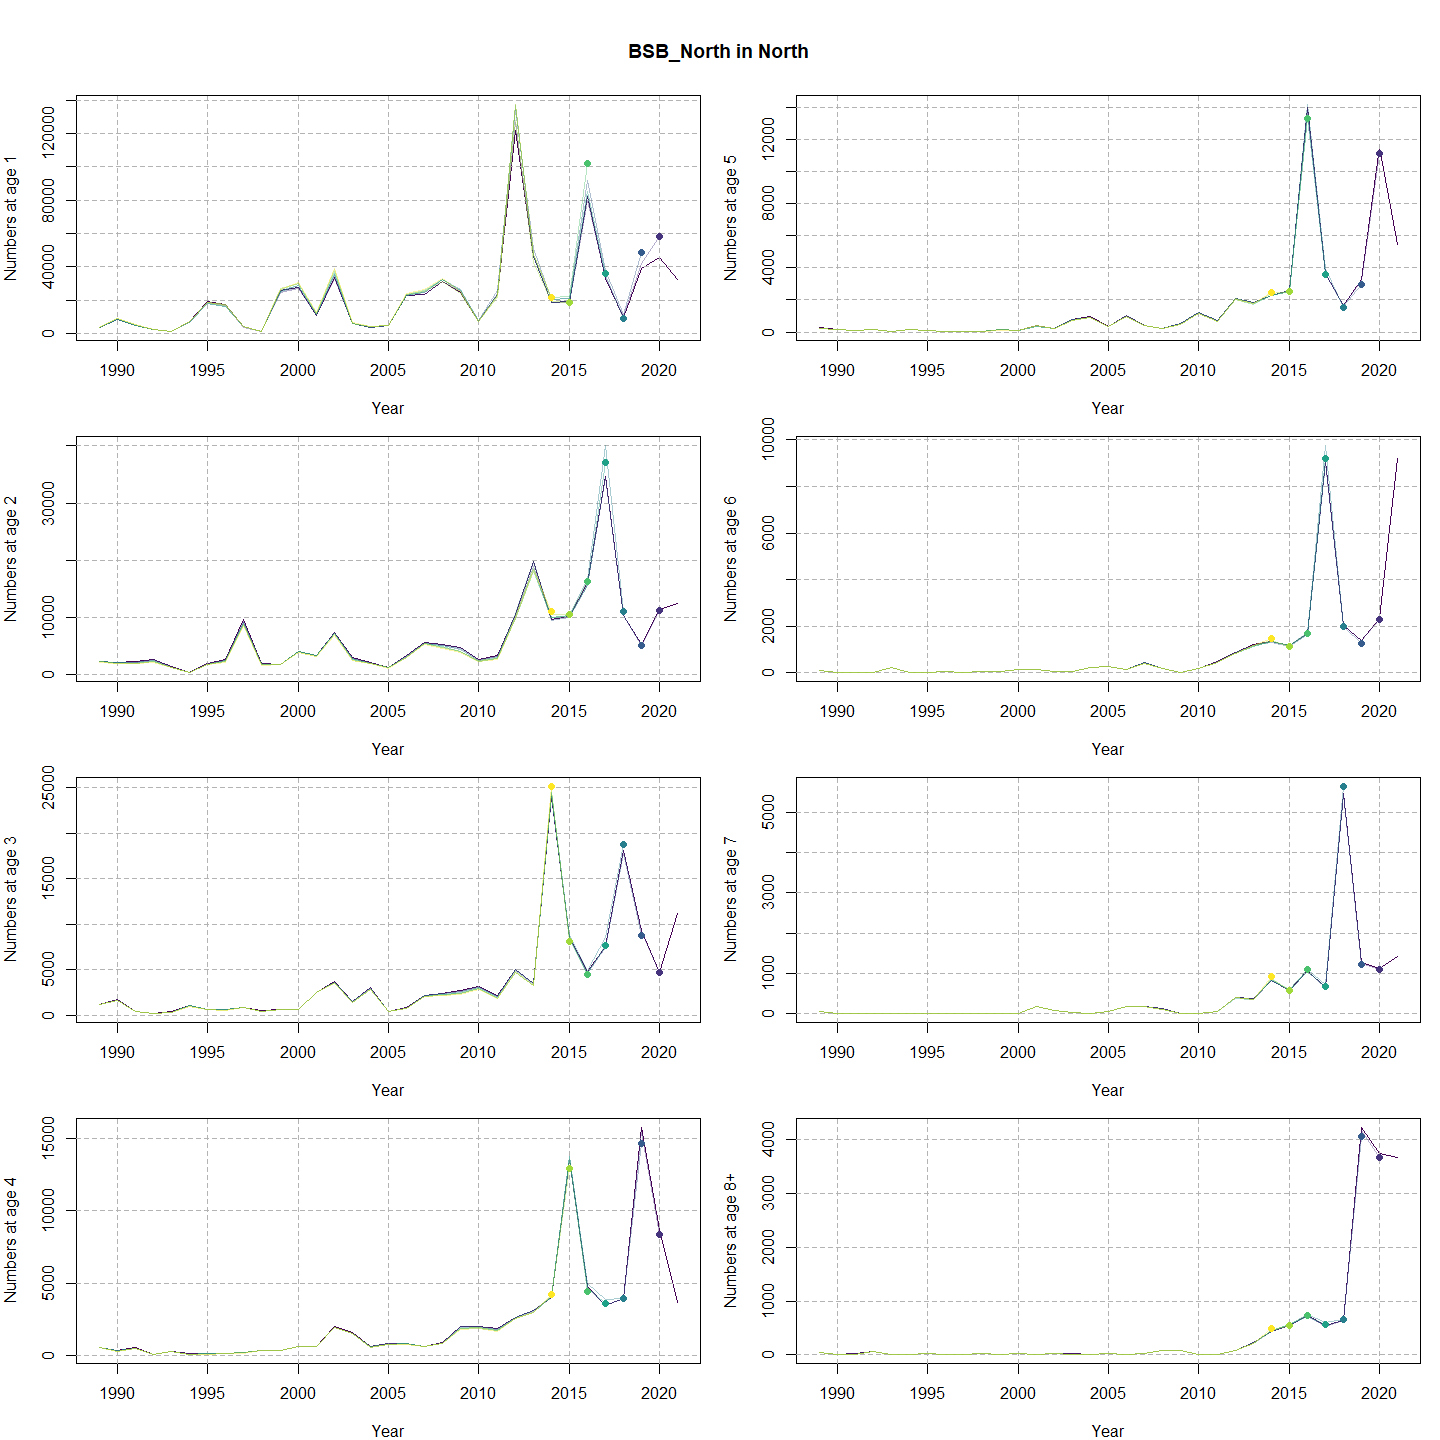 BSB_North in North
Numbers at age 1
0 40000 80000 120000
1990 1995 2000 2005 2010 2015 2020
Year
Numbers at age 5
0 4000 8000 12000
1990 1995 2000 2005 2010 2015 2020
Year
Numbers at age 2
0 10000 30000
1990 1995 2000 2005 2010 2015 2020
Year
Numbers at age 6
0 2000 6000 10000
1990 1995 2000 2005 2010 2015 2020
Year
Numbers at age 3
0 5000 15000 25000
1990 1995 2000 2005 2010 2015 2020
Year
Numbers at age 7
0 1000 3000 5000
1990 1995 2000 2005 2010 2015 2020
Year
Numbers at age 4
0 5000 10000 15000
1990 1995 2000 2005 2010 2015 2020
Year
Numbers at age 8+
0 1000 2000 3000 4000
1990 1995 2000 2005 2010 2015 2020
Year